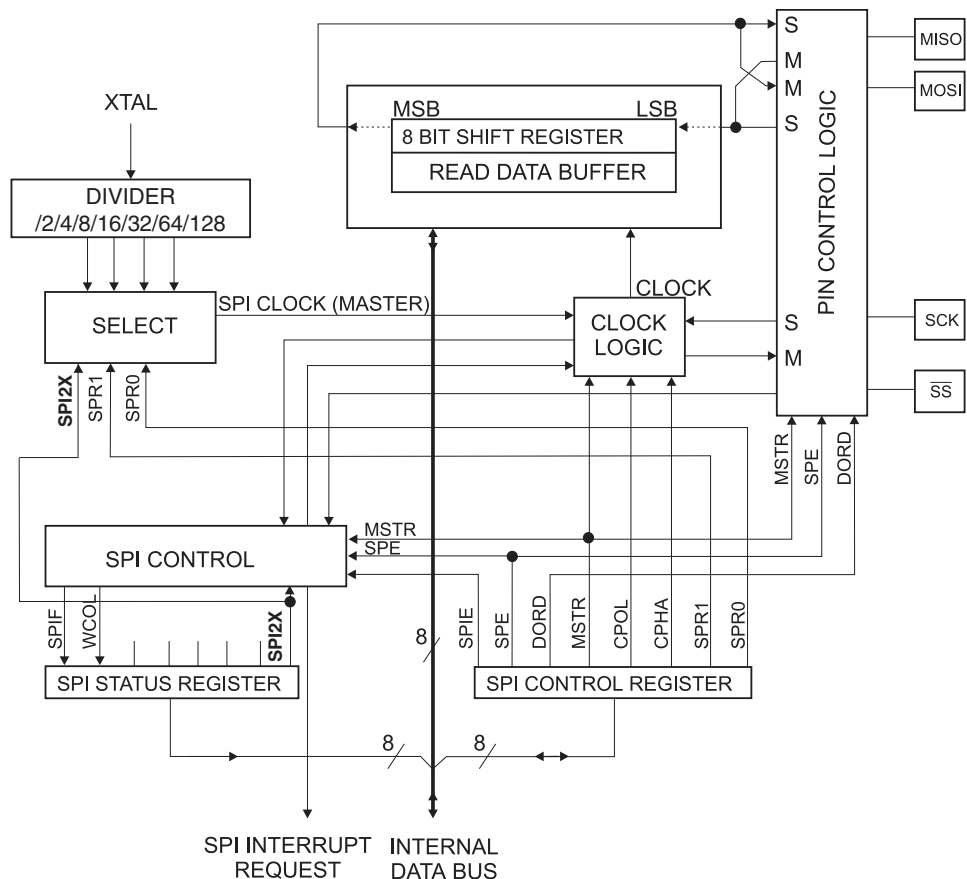 S
MISO
M
MOSI
M
S
XTAL
MSB
LSB
8 BIT SHIFT REGISTER
READ DATA BUFFER
PIN CONTROL LOGIC
DIVIDER
/2/4/8/16/32/64/128
SPI CLOCK (MASTER)
CLOCK
SELECT
CLOCK
LOGIC
S
M
SCK
SS
SPI2X
SPR1
SPR0
MSTR
SPE
DORD
MSTR
SPE
SPI CONTROL
SPIF
WCOL
SPI2X
8
SPIE
SPE
DORD
MSTR
CPOL
CPHA
SPR1
SPR0
SPI STATUS REGISTER
SPI CONTROL REGISTER
8
8
SPI INTERRUPT
REQUEST
INTERNAL
DATA BUS